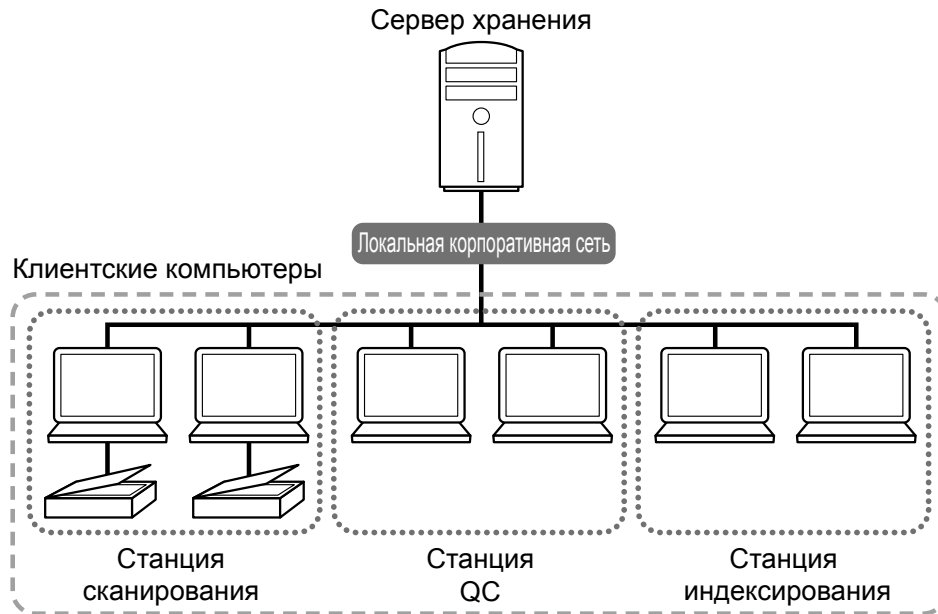 Сервер хранения
Локальная корпоративная сеть
Клиентские компьютеры
Станция
сканирования
Станция
QC
Станция
индексирования